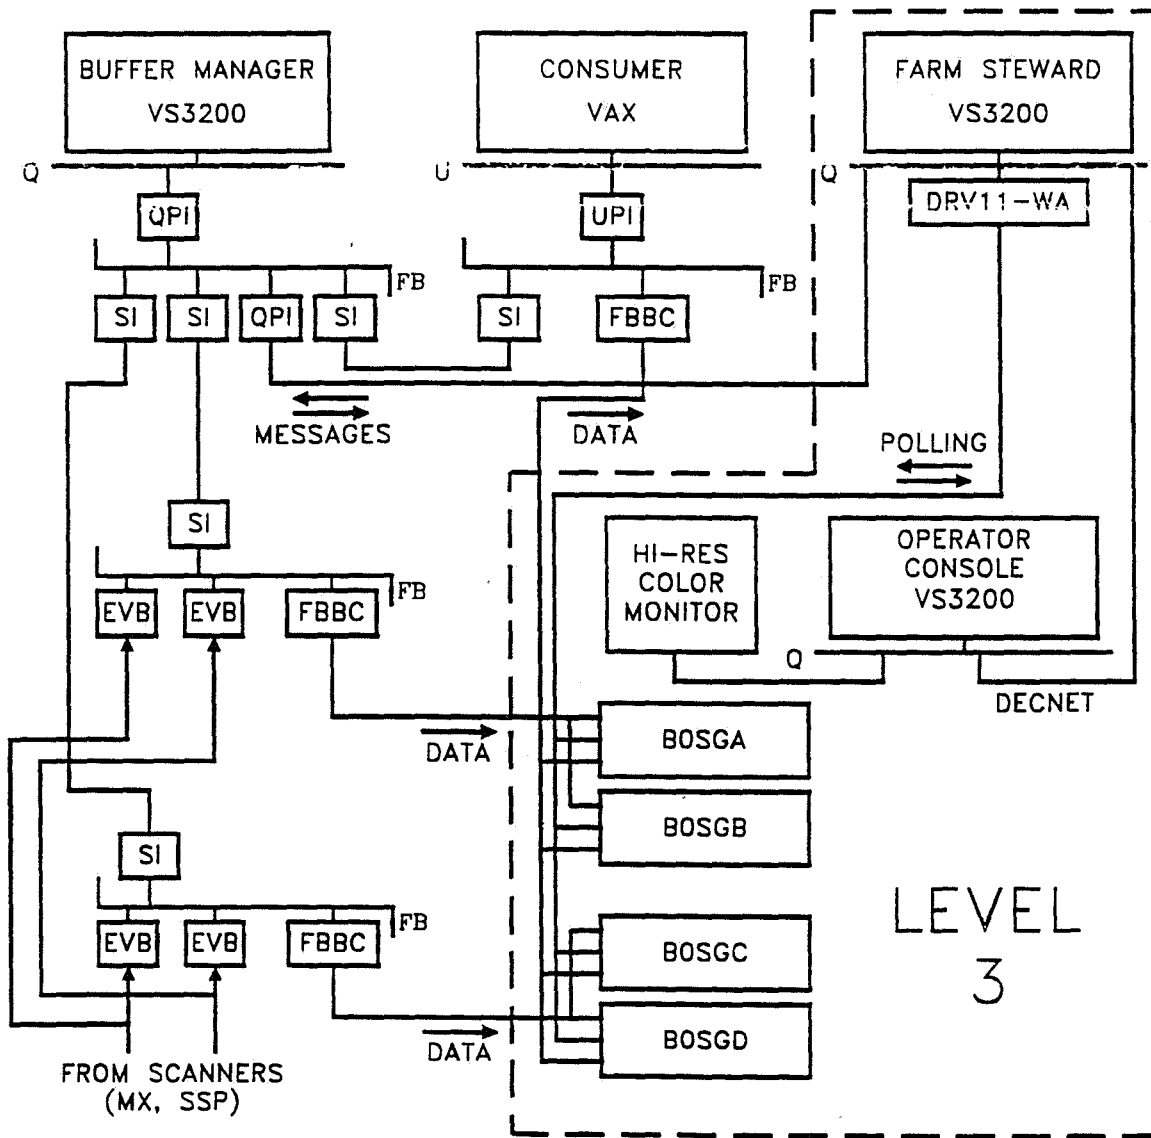 BUFFER MANAGER
VS3200
CONSUMER
VAX
FARM STEWARD
VS3200
Q
U
Q
QPI
UPI
DRV11-WA
FB
FB
SI
SI
QPI
SI
SI
FBBC
MESSAGES
DATA
POLLING
SI
HI-RES
COLOR
MONITOR
OPERATOR
CONSOLE
VS3200
FB
EVB
EVB
FBBC
Q
DECNET
DATA
BOSGA
BOSGB
SI
LEVEL
3
FB
EVB
EVB
FBBC
BOSGC
BOSGD
DATA
FROM SCANNERS
(MX, SSP)